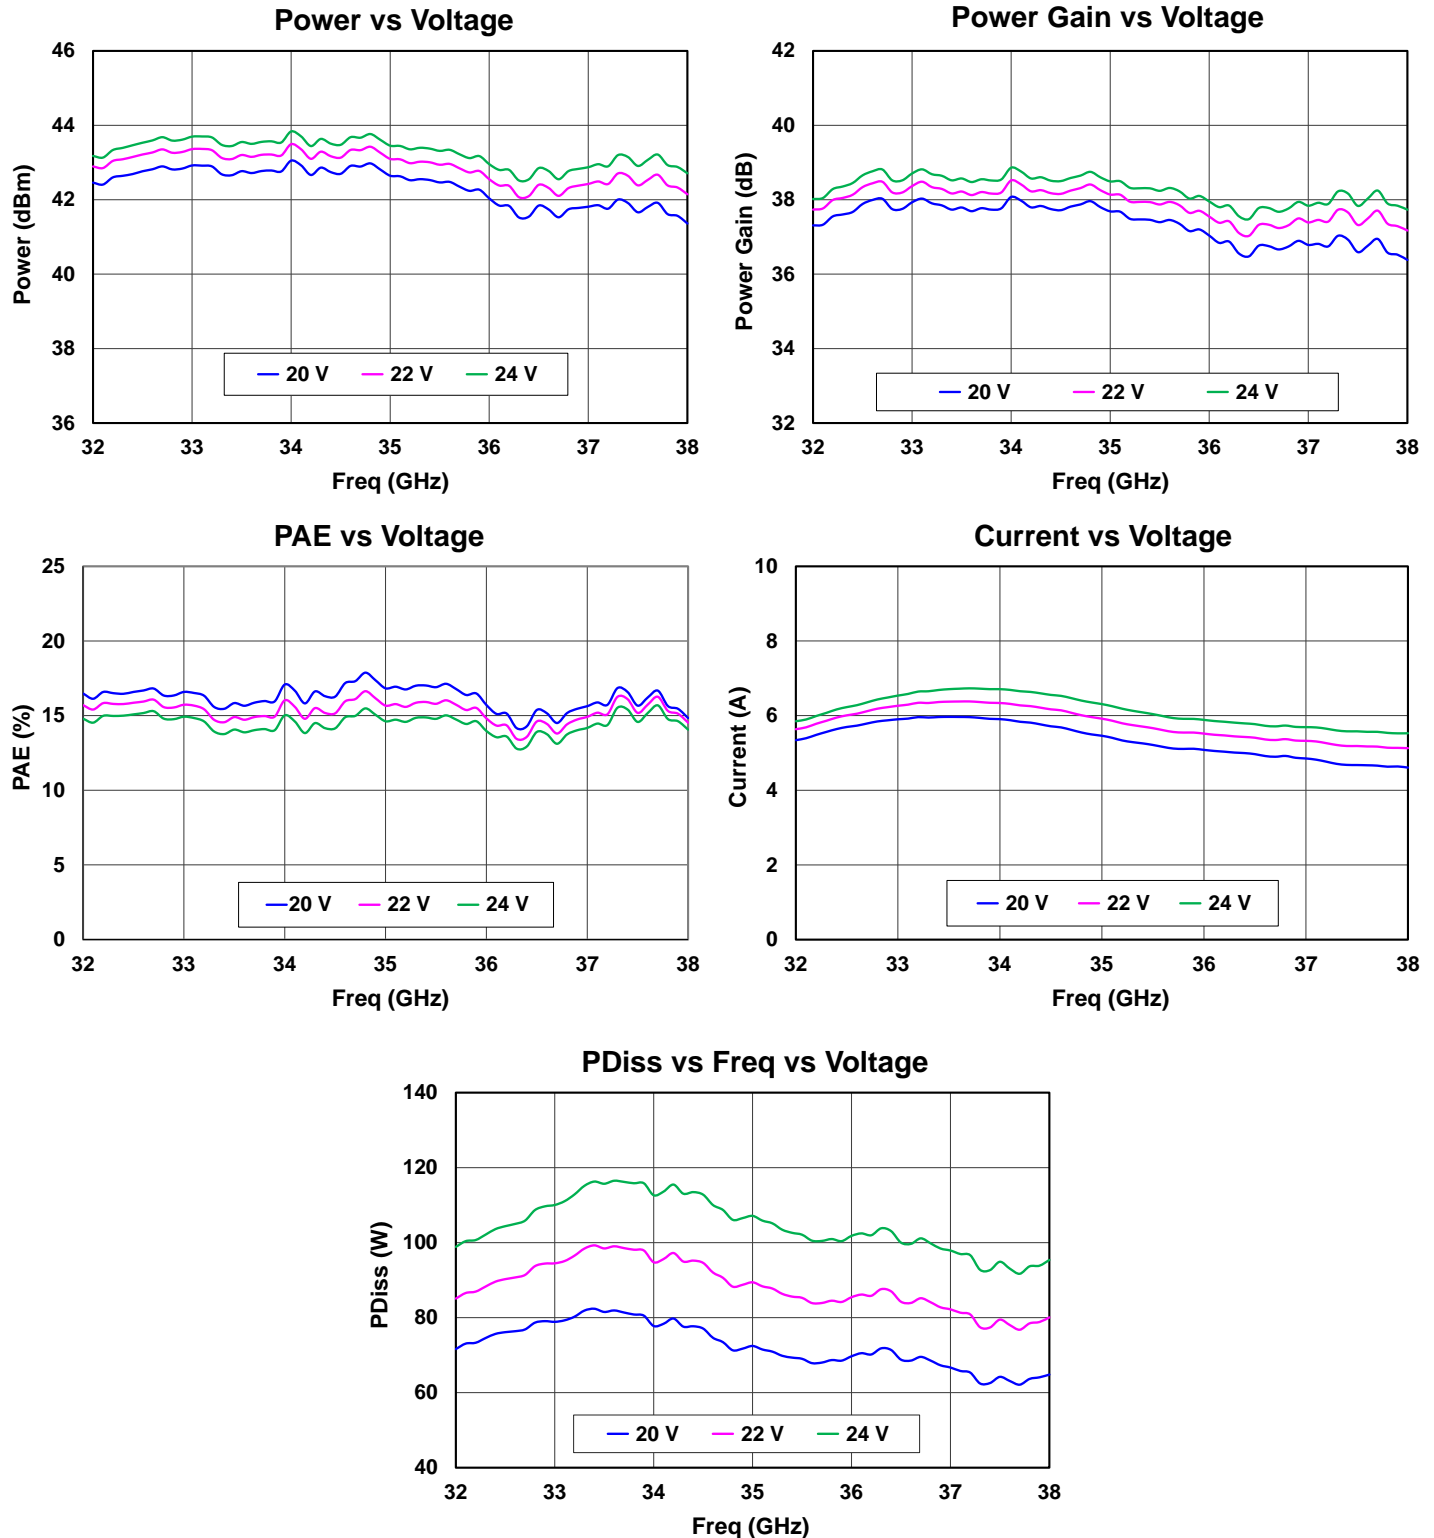 Power vs Voltage
46
44
42
40
38
36
Power (dBm)
20 V 22 V 24 V
32 33 34 35 36 37 38
Freq (GHz)
Power Gain vs Voltage
42
40
38
36
34
32
Power Gain (dB)
20 V 22 V 24 V
32 33 34 35 36 37 38
Freq (GHz)
PAE vs Voltage
25
20
15
10
5
0
PAE (%)
20 V 22 V 24 V
32 33 34 35 36 37 38
Freq (GHz)
Current vs Voltage
10
8
6
4
2
0
Current (A)
20 V 22 V 24 V
32 33 34 35 36 37 38
Freq (GHz)
PDiss vs Freq vs Voltage
140
120
100
80
60
40
PDiss (W)
20 V 22 V 24 V
32 33 34 35 36 37 38
Freq (GHz)